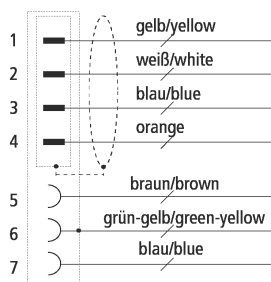 1 gelb/yellow
2 weiß/white
3 blau/blue
4 orange
5 braun/brown
6 grün-gelb/green-yellow
7 blau/blue